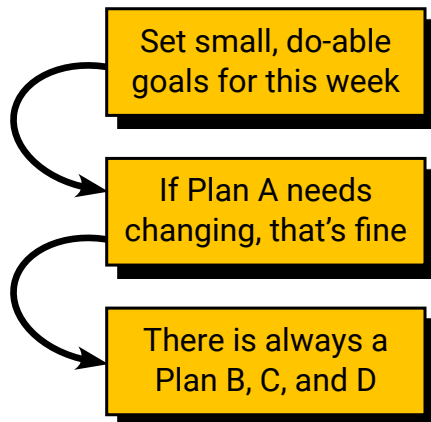 Set small, do-able
goals for this week
If Plan A needs
changing, that’s fine
There is always a
Plan B, C, and D